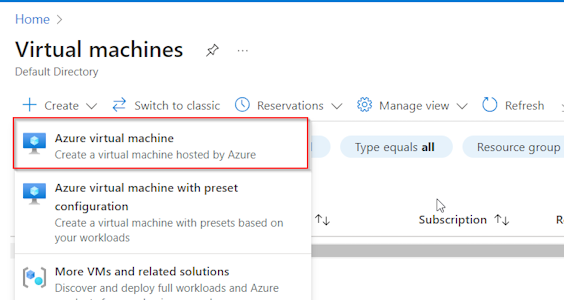 Home
Virtual machines
Default Directory
Create Switch to classic Reservations Manage view Refresh
Azure virtual machine
Create a virtual machine hosted by Azure
Type equals all Resource group
Azure virtual machine with preset
configuration
Create a virtual machine with presets based on
your workloads
Subscription
More VMs and related solutions
Discover and deploy full workloads and Azure